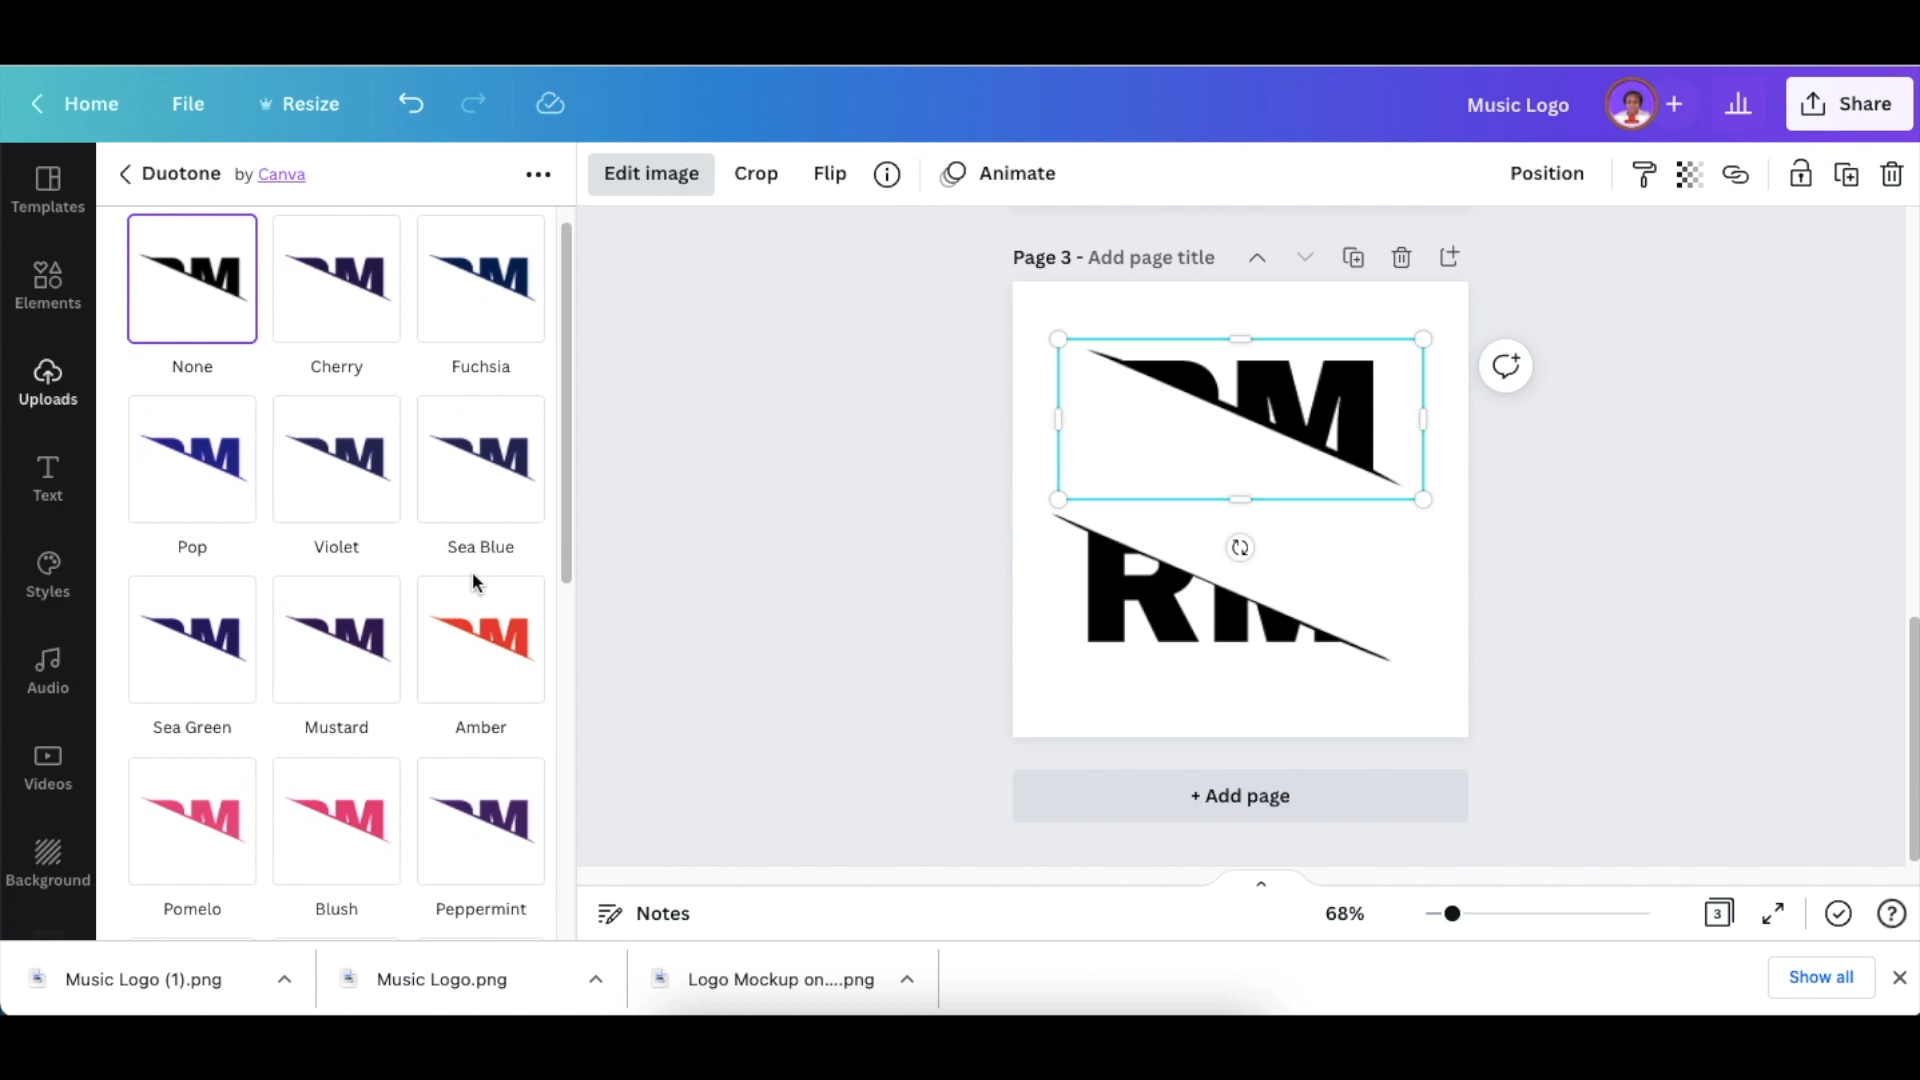 Home File Resize Music Logo Share
Templates
Elements
Uploads
Text
Styles
Audio
Videos
Background
Duotone by Canva
None Cherry Fuchsia
Pop Violet Sea Blue
Sea Green Mustard Amber
Pomelo Blush Peppermint
Edit image Crop Flip Animate Position
Page 3 - Add page title
RM
RM
+ Add page
Notes 68% 3
Music Logo (1).png Music Logo.png Logo Mockup on....png Show all